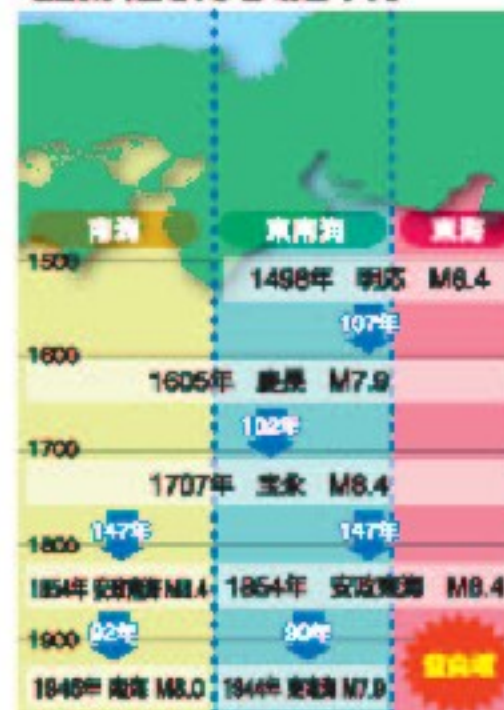 南海 東南海 東海
1500
1498年 明応 M8.4
107年
1600
1605年 慶長 M7.9
102年
1700
1707年 宝永 M8.4
147年 147年
1800
1854年 安政南海 M8.4 1854年 安政東海 M8.4
92年 90年
1900
1946年 南海 M8.0 1944年 東南海 M7.9
空白域